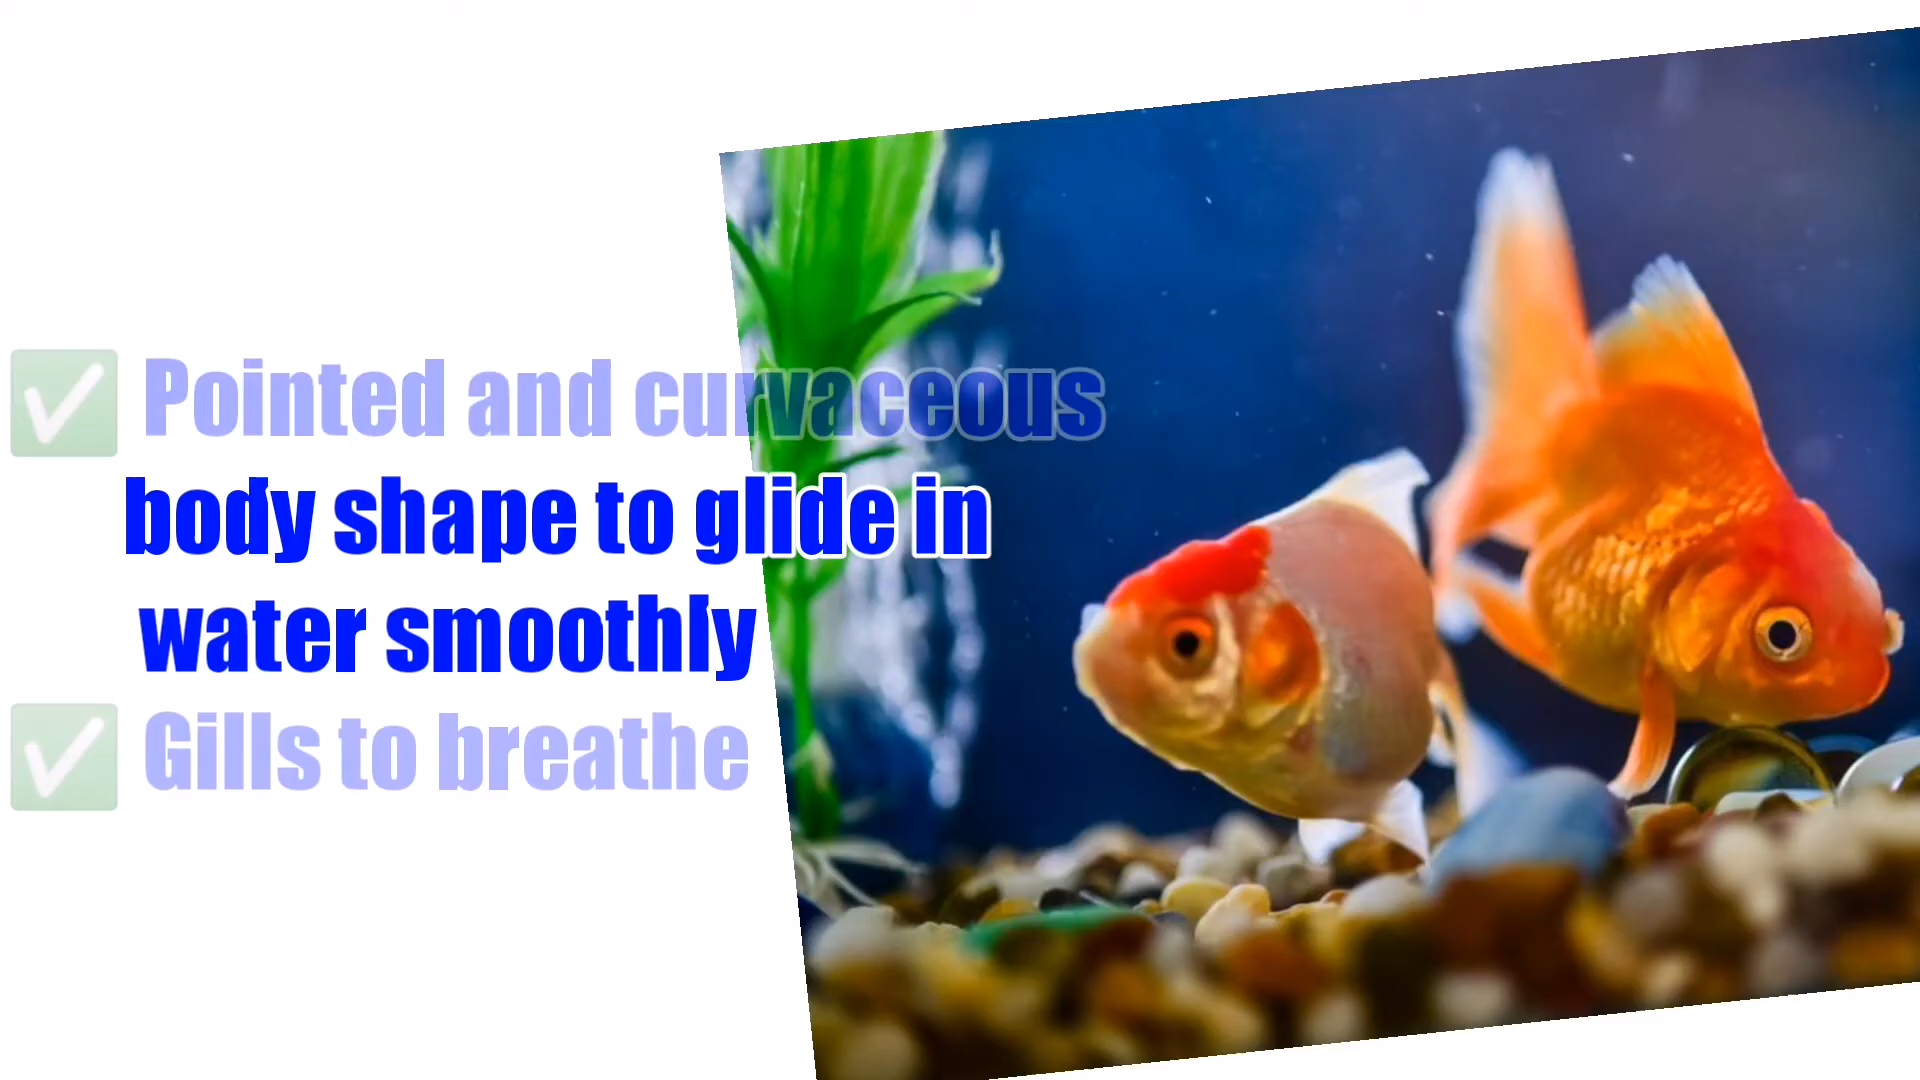 ✅ Pointed and curvaceous
body shape to glide in
water smoothly
✅ Gills to breathe